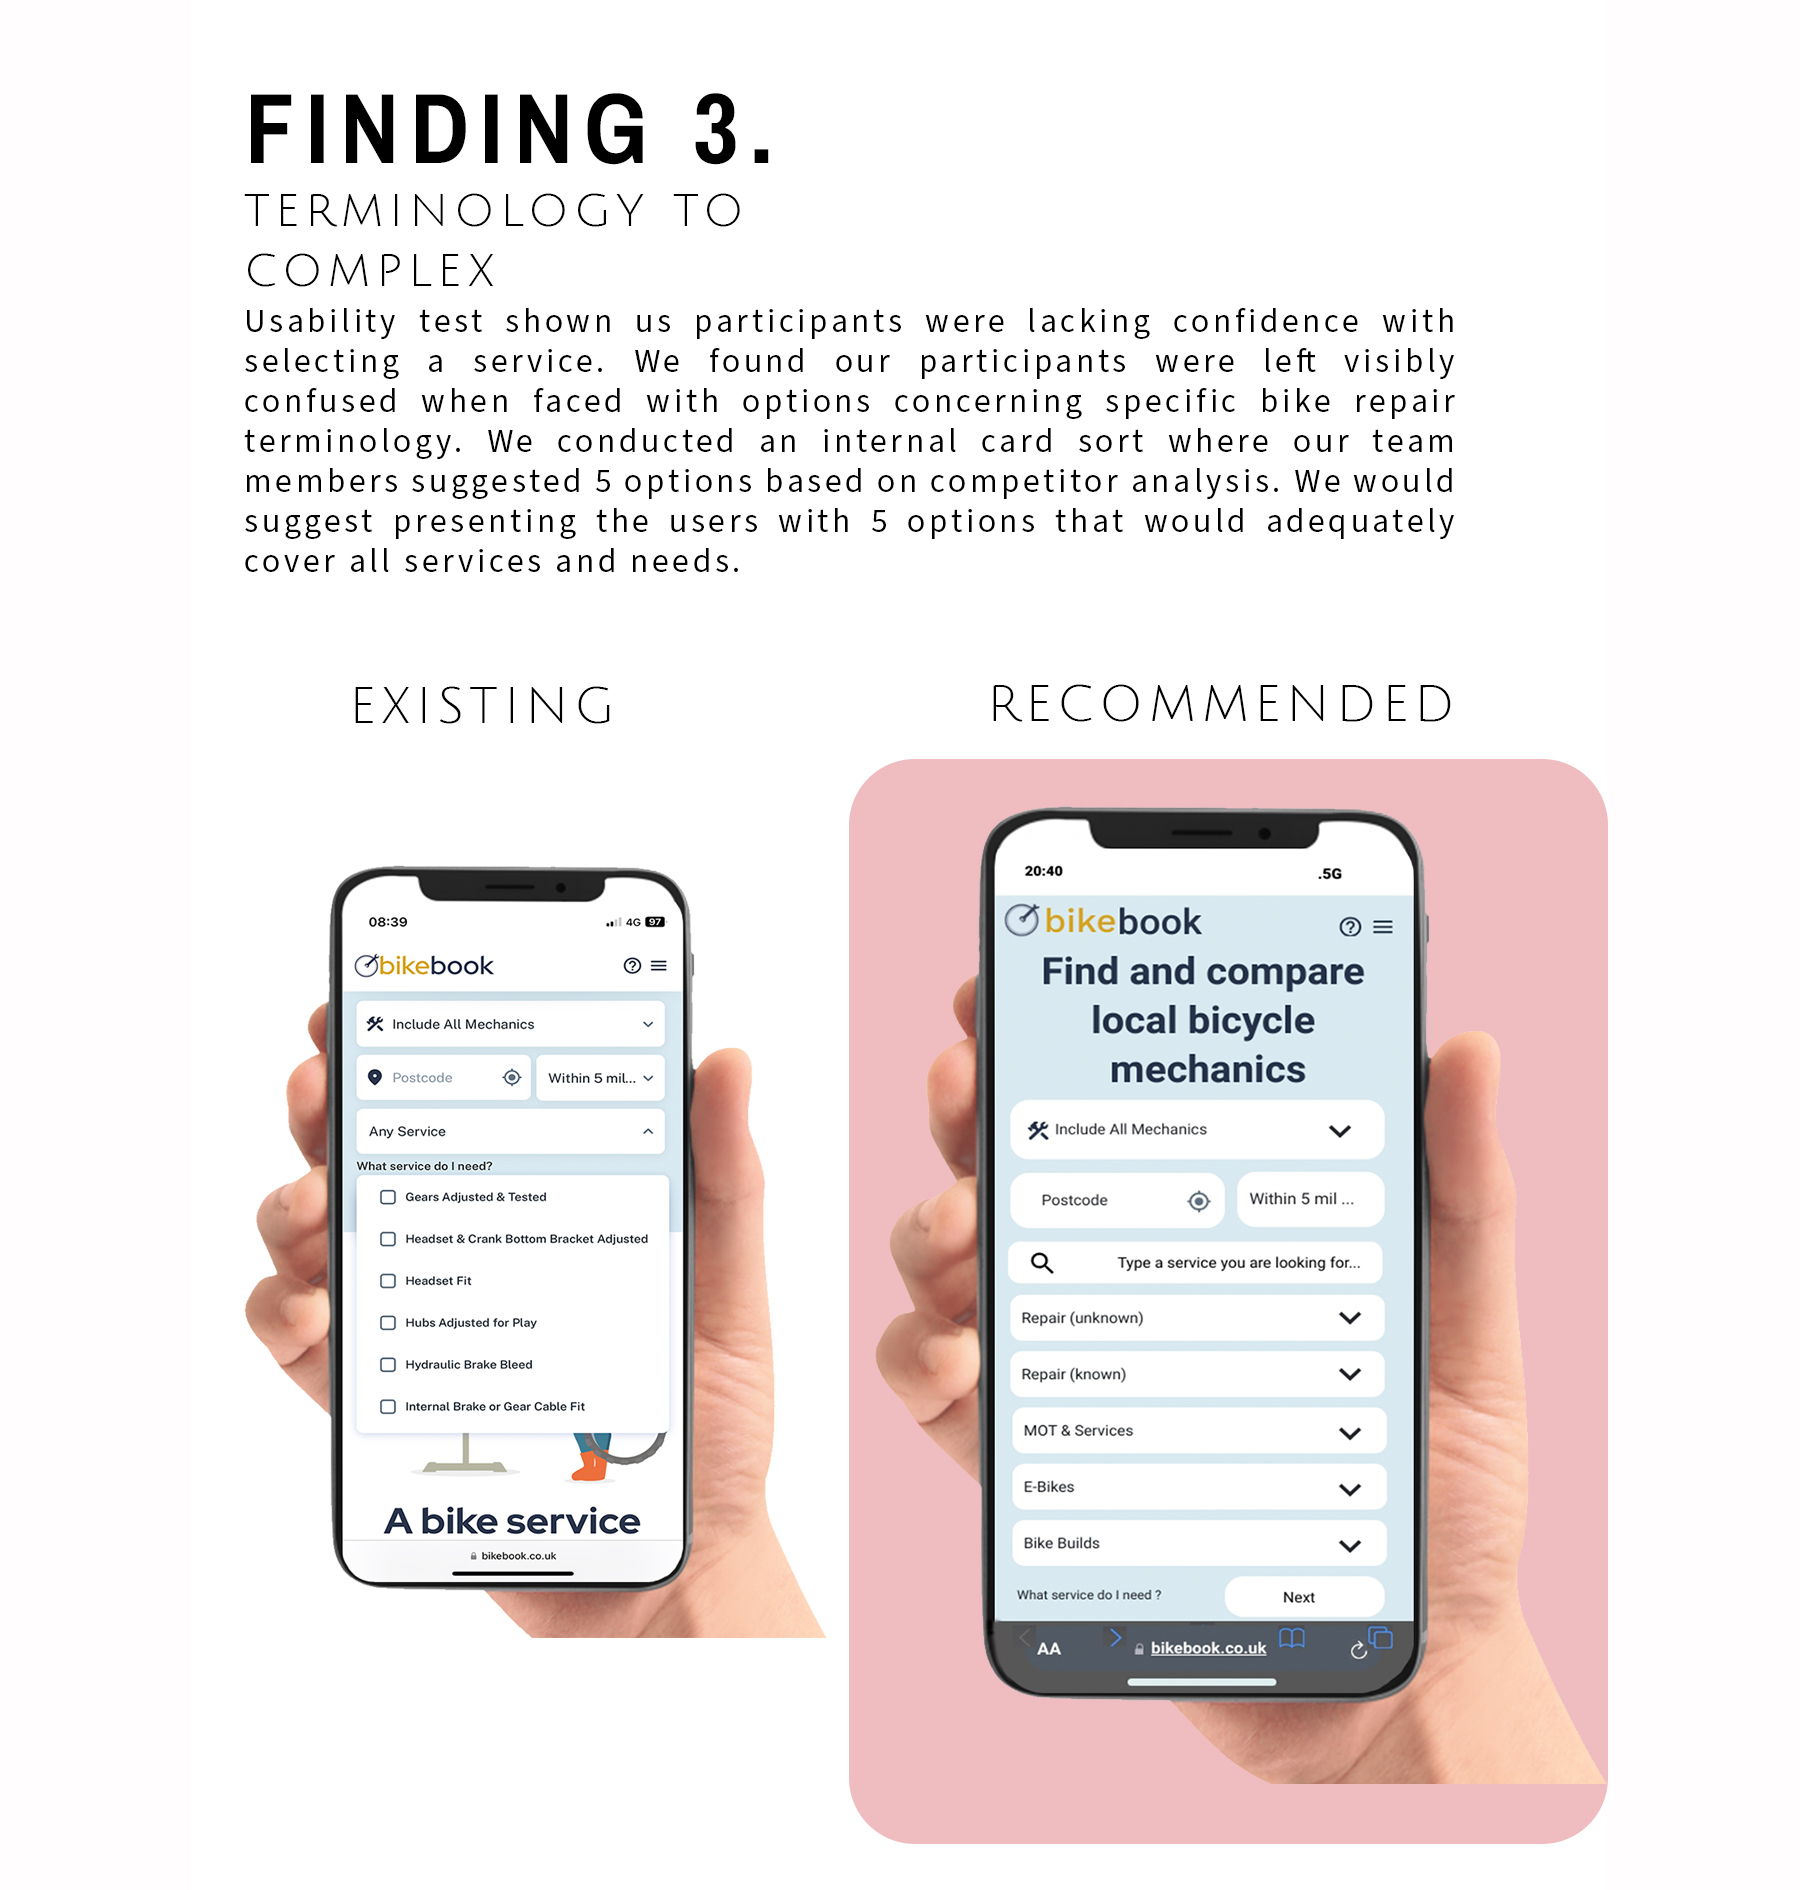 FINDING 3.
TERMINOLOGY TO
COMPLEX
Usability test shown us participants were lacking confidence with
selecting a service. We found our participants were left visibly
confused when faced with options concerning specific bike repair
terminology. We conducted an internal card sort where our team
members suggested 5 options based on competitor analysis. We would
suggest presenting the users with 5 options that would adequately
cover all services and needs.
EXISTING
08:39
4G 97
bikebook
Include All Mechanics
Postcode
Within 5 mil...
Any Service
What service do I need?
Gears Adjusted & Tested
Headset & Crank Bottom Bracket Adjusted
Headset Fit
Hubs Adjusted for Play
Hydraulic Brake Bleed
Internal Brake or Gear Cable Fit
A bike service
bikebook.co.uk
RECOMMENDED
20:40
.5G
bikebook
Find and compare
local bicycle
mechanics
Include All Mechanics
Postcode
Within 5 mil ...
Type a service you are looking for...
Repair (unknown)
Repair (known)
MOT & Services
E-Bikes
Bike Builds
What service do I need ?
Next
AA
bikebook.co.uk